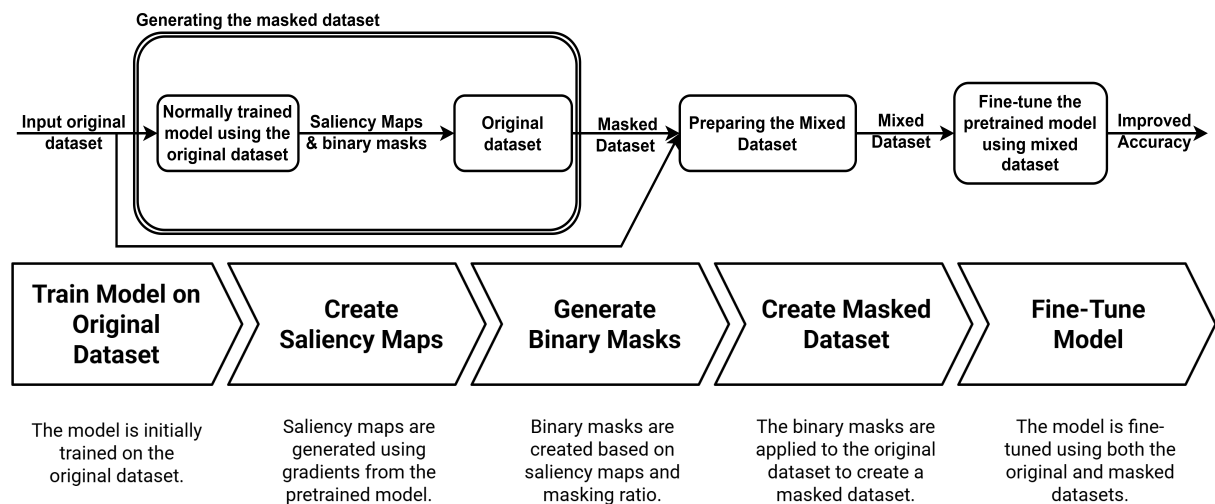 Generating the masked dataset
Input original
dataset
Normally trained
model using the
original dataset
Saliency Maps
& binary masks
Original
dataset
Masked
Dataset
Preparing the Mixed
Dataset
Mixed
Dataset
Fine-tune the
pretrained model
using mixed
dataset
Improved
Accuracy
Train Model on
Original
Dataset
Create
Saliency Maps
Generate
Binary Masks
Create Masked
Dataset
Fine-Tune
Model
The model is initially
trained on the
original dataset.
Saliency maps are
generated using
gradients from the
pretrained model.
Binary masks are
created based on
saliency maps and
masking ratio.
The binary masks are
applied to the original
dataset to create a
masked dataset.
The model is fine-
tuned using both the
original and masked
datasets.